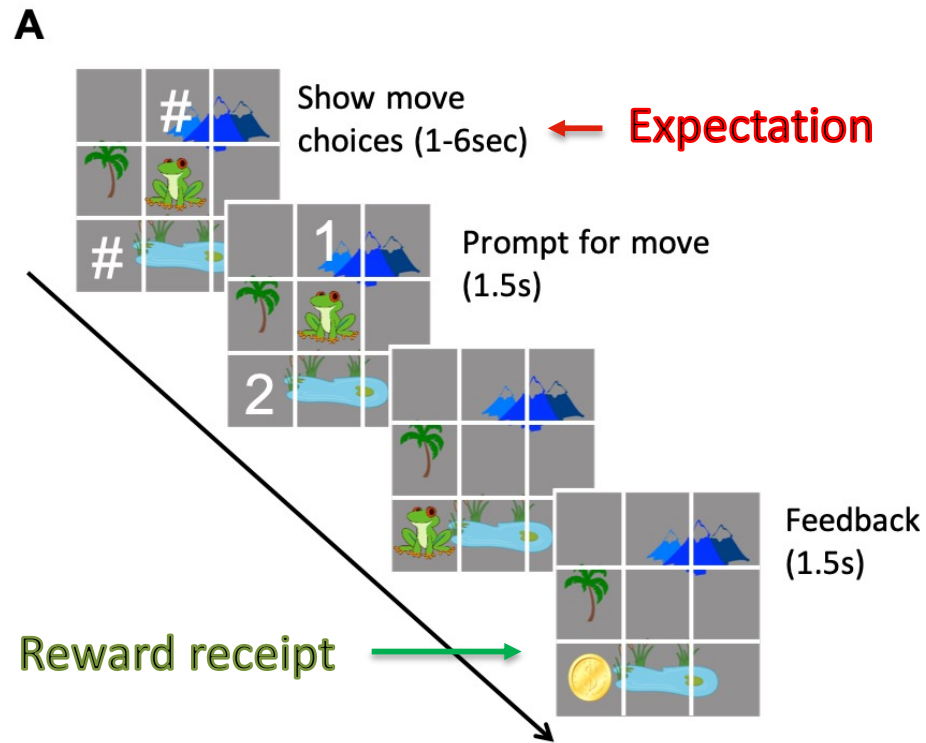 A
#
Show move
choices (1-6sec)
Expectation
#
1
Prompt for move
(1.5s)
2
Feedback
(1.5s)
Reward receipt